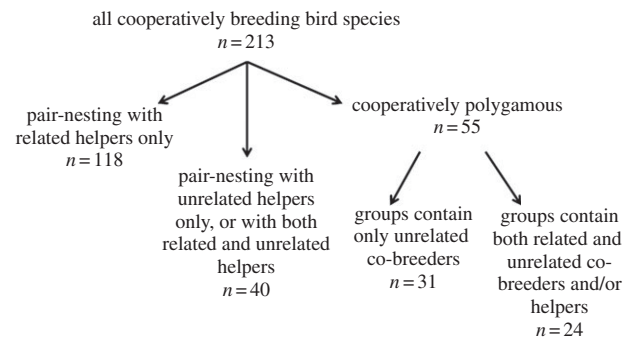 all cooperatively breeding bird species
n=213
pair-nesting with
related helpers only
n=118
pair-nesting with
unrelated helpers
only, or with both
related and unrelated
helpers
n=40
cooperatively polygamous
n=55
groups contain
only unrelated
co-breeders
n=31
groups contain
both related and
unrelated co-
breeders and/or
helpers
n=24